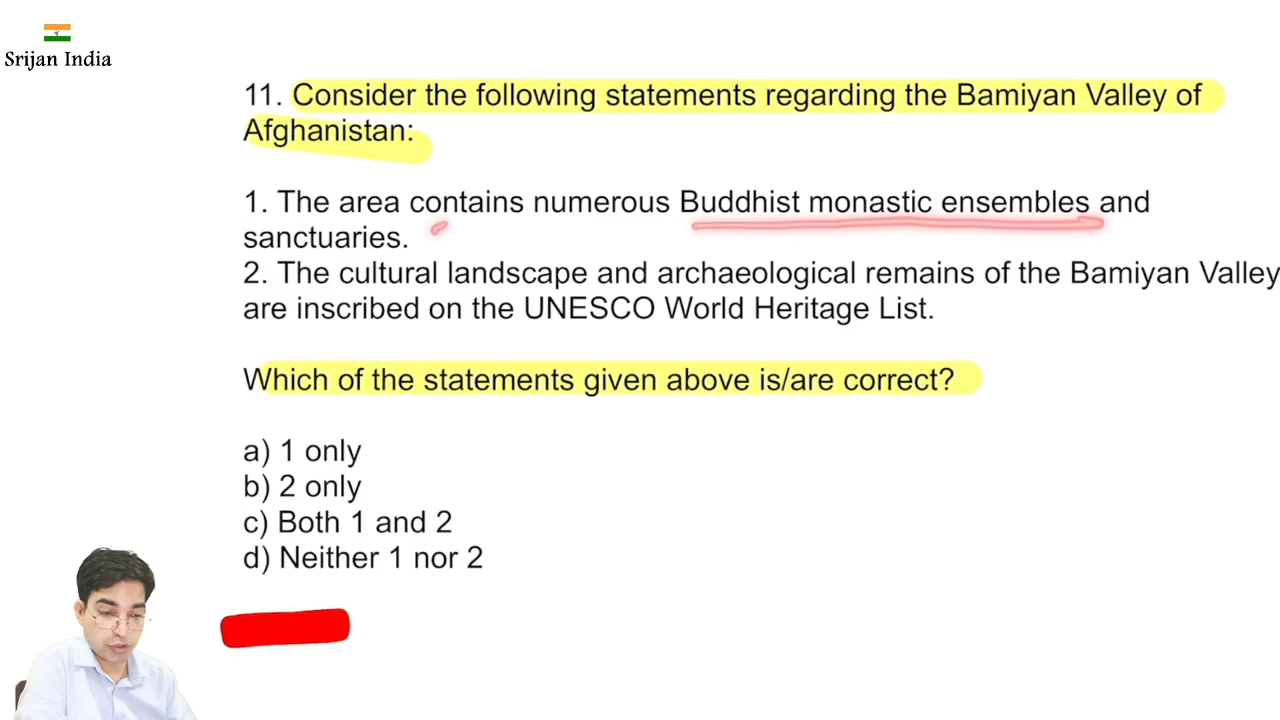 Srijan India
11. Consider the following statements regarding the Bamiyan Valley of
Afghanistan:
1. The area contains numerous Buddhist monastic ensembles and
sanctuaries.
2. The cultural landscape and archaeological remains of the Bamiyan Valley
are inscribed on the UNESCO World Heritage List.
Which of the statements given above is/are correct?
a) 1 only
b) 2 only
c) Both 1 and 2
d) Neither 1 nor 2